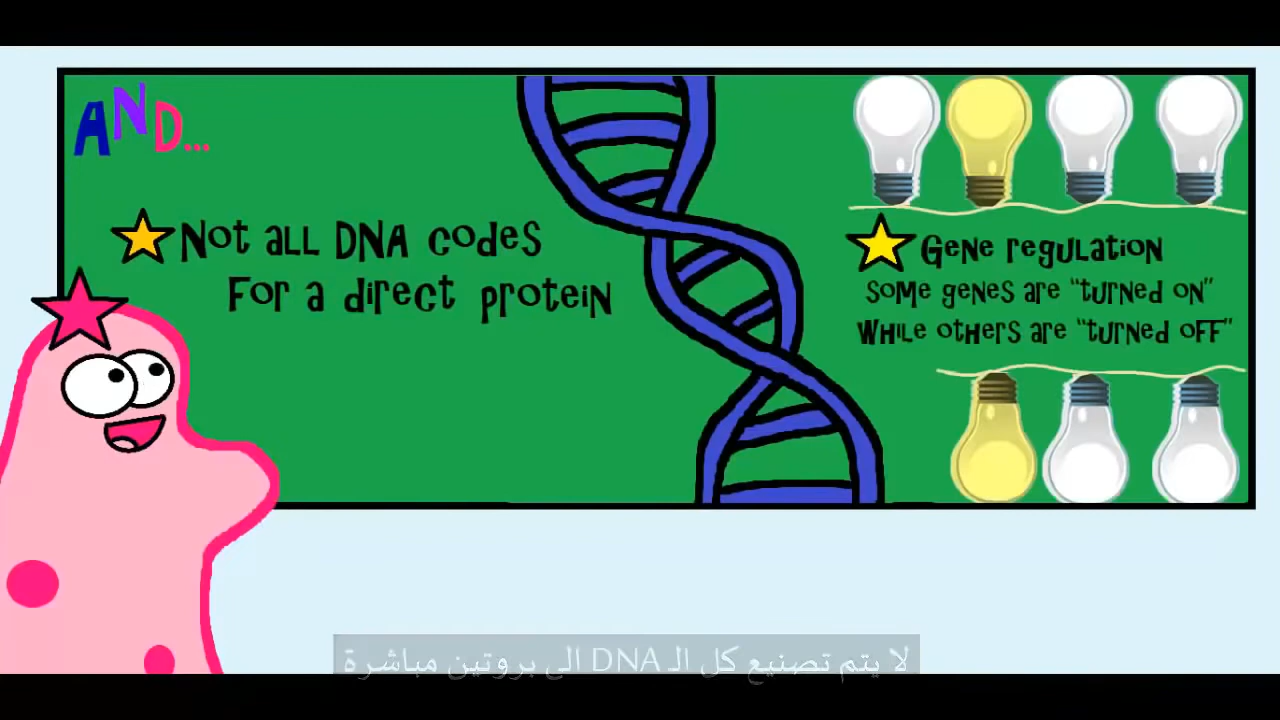 AND...
Not all DNA codes
For a direct protein
Gene regulation
Some genes are “turned on”
While others are “turned off”
لا يتم تصنيع كل الـ DNA الى بروتين مباشرة